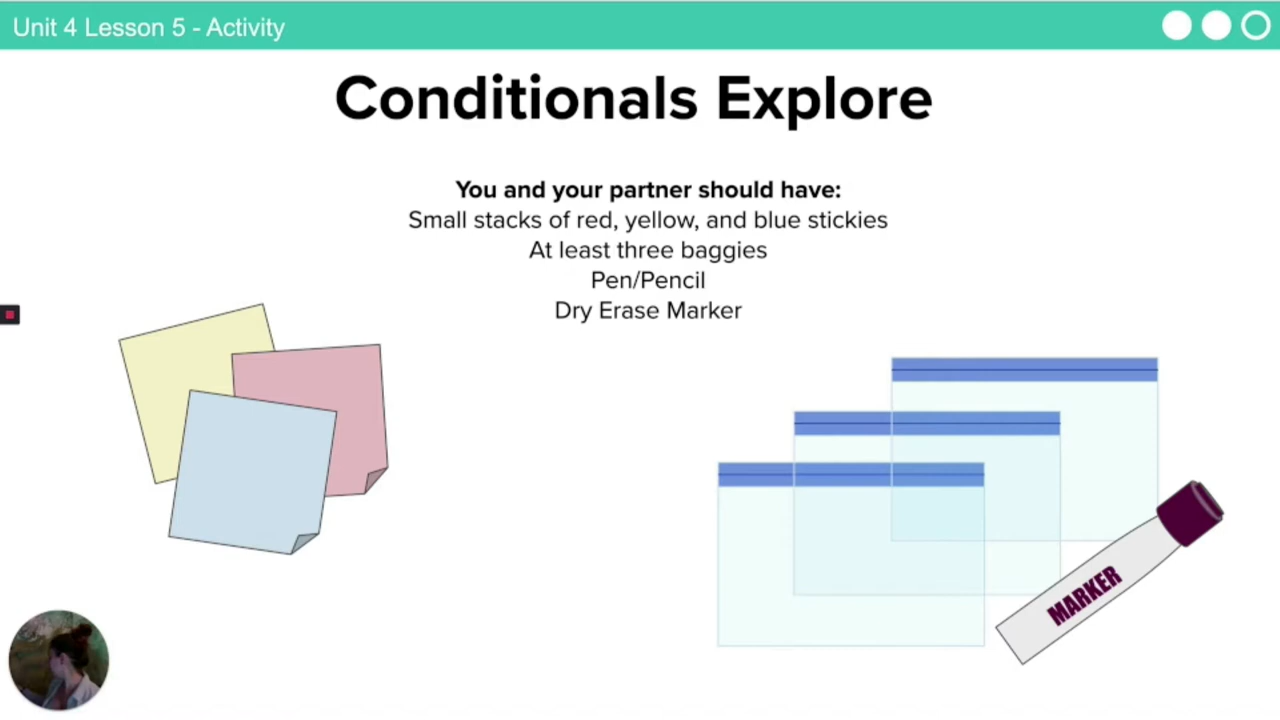 Unit 4 Lesson 5 - Activity
Conditionals Explore
You and your partner should have:
Small stacks of red, yellow, and blue stickies
At least three baggies
Pen/Pencil
Dry Erase Marker
MARKER